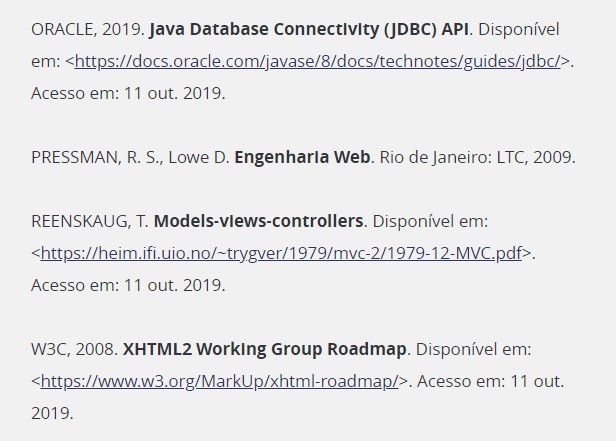 ORACLE, 2019. Java Database Connectivity (JDBC) API. Disponível
em: <https://docs.oracle.com/javase/8/docs/technotes/guides/jdbc/>.
Acesso em: 11 out. 2019.
PRESSMAN, R. S., Lowe D. Engenharia Web. Rio de Janeiro: LTC, 2009.
REENSKAUG, T. Models-views-controllers. Disponível em:
<https://heim.ifi.uio.no/~trygver/1979/mvc-2/1979-12-MVC.pdf>.
Acesso em: 11 out. 2019.
W3C, 2008. XHTML2 Working Group Roadmap. Disponível em:
<https://www.w3.org/MarkUp/xhtml-roadmap/>. Acesso em: 11 out.
2019.